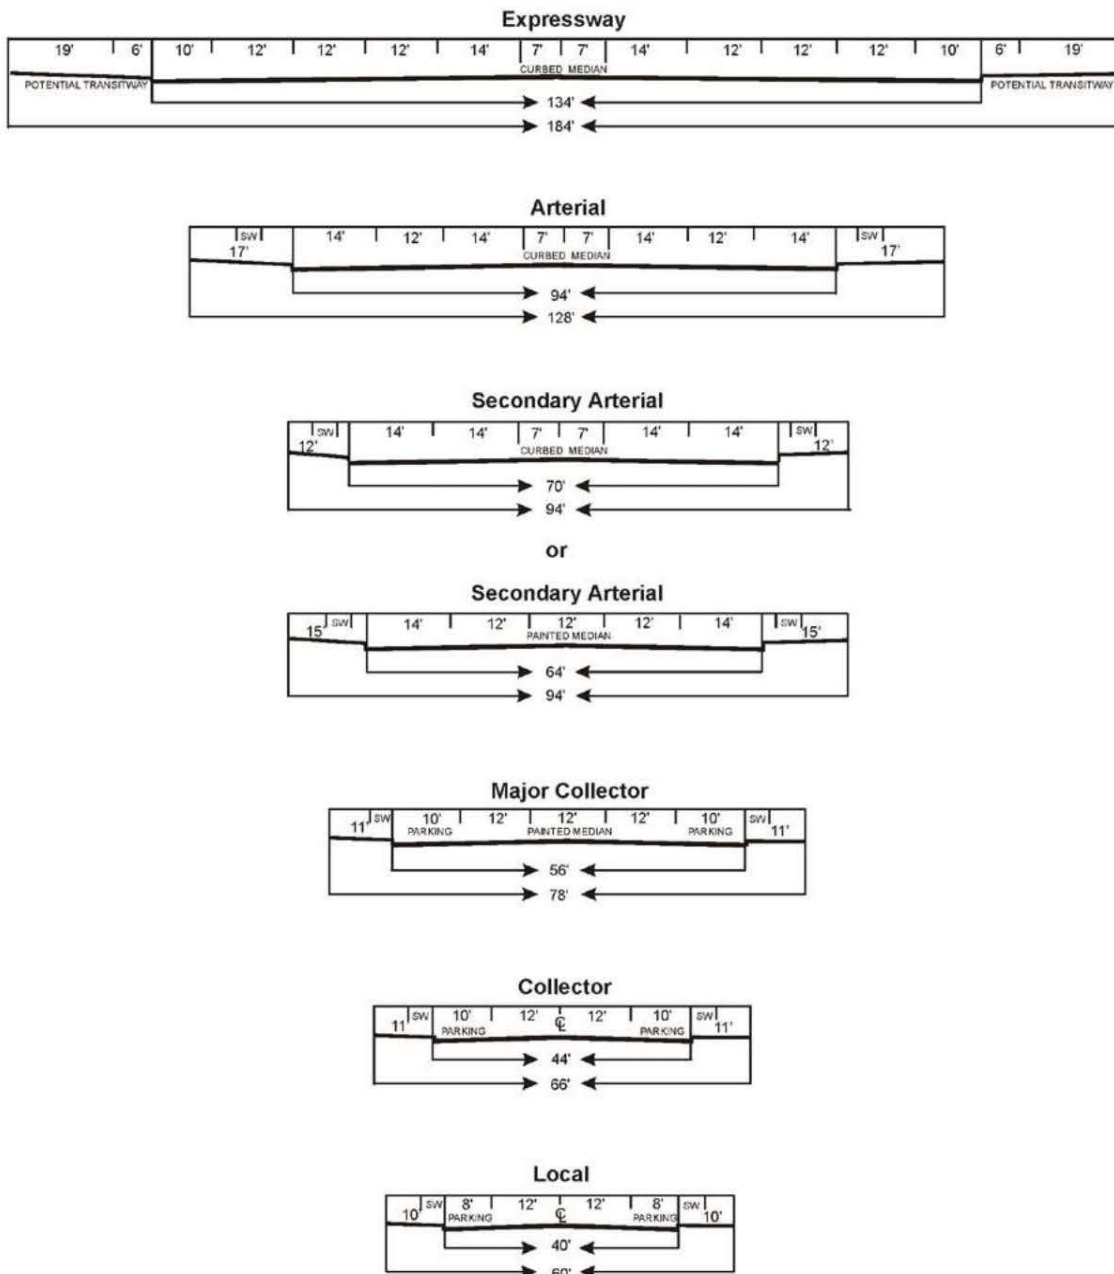 Expressway
19' 6' 10' 12' 12' 12' 14' 7' 7' 14' 12' 12' 12' 10' 6' 19'
CURBED MEDIAN
POTENTIAL TRANSITWAY POTENTIAL TRANSITWAY
134'
184'
Arterial
SW 14' 12' 14' 7' 7' 14' 12' 14' SW
17' 17'
CURBED MEDIAN
94'
128'
Secondary Arterial
SW 14' 14' 7' 7' 14' 14' SW
12' 12'
CURBED MEDIAN
70'
94'
or
Secondary Arterial
SW 14' 12' 12' 12' 14' SW
15' 15'
PAINTED MEDIAN
64'
94'
Major Collector
SW 10' 12' 12' 12' 10' SW
11' PARKING PAINTED MEDIAN PARKING 11'
56'
78'
Collector
SW 10' 12' 12' 10' SW
11' PARKING ℄ PARKING 11'
44'
66'
Local
SW 8' 12' 12' 8' SW
10' PARKING ℄ PARKING 10'
40'
60'